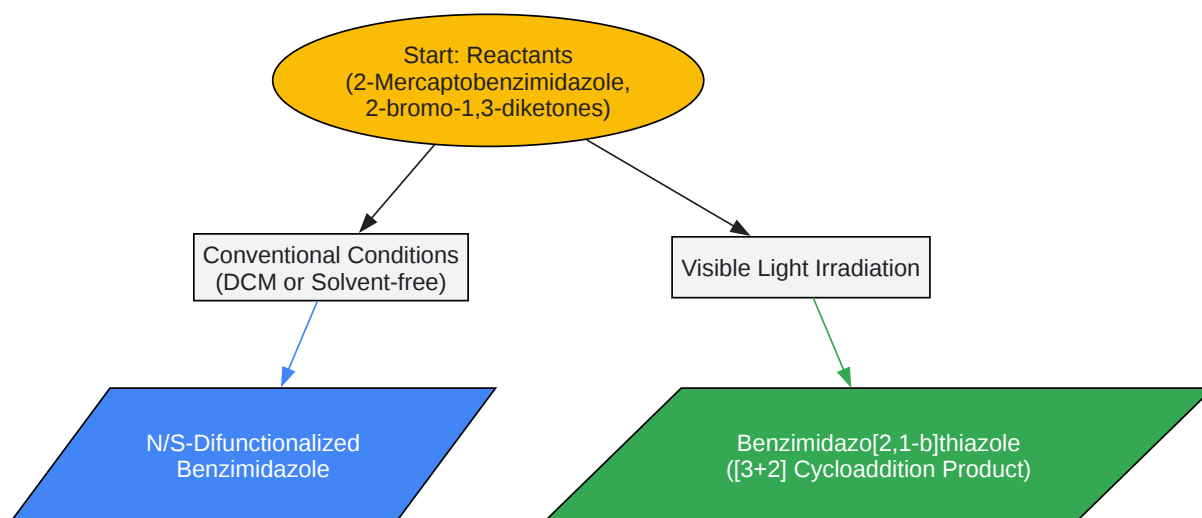 Start: Reactants
(2-Mercaptobenzimidazole,
2-bromo-1,3-diketones)
Conventional Conditions
(DCM or Solvent-free)
Visible Light Irradiation
N/S-Difunctionalized
Benzimidazole
Benzimidazo[2,1-b]thiazole
([3+2] Cycloaddition Product)